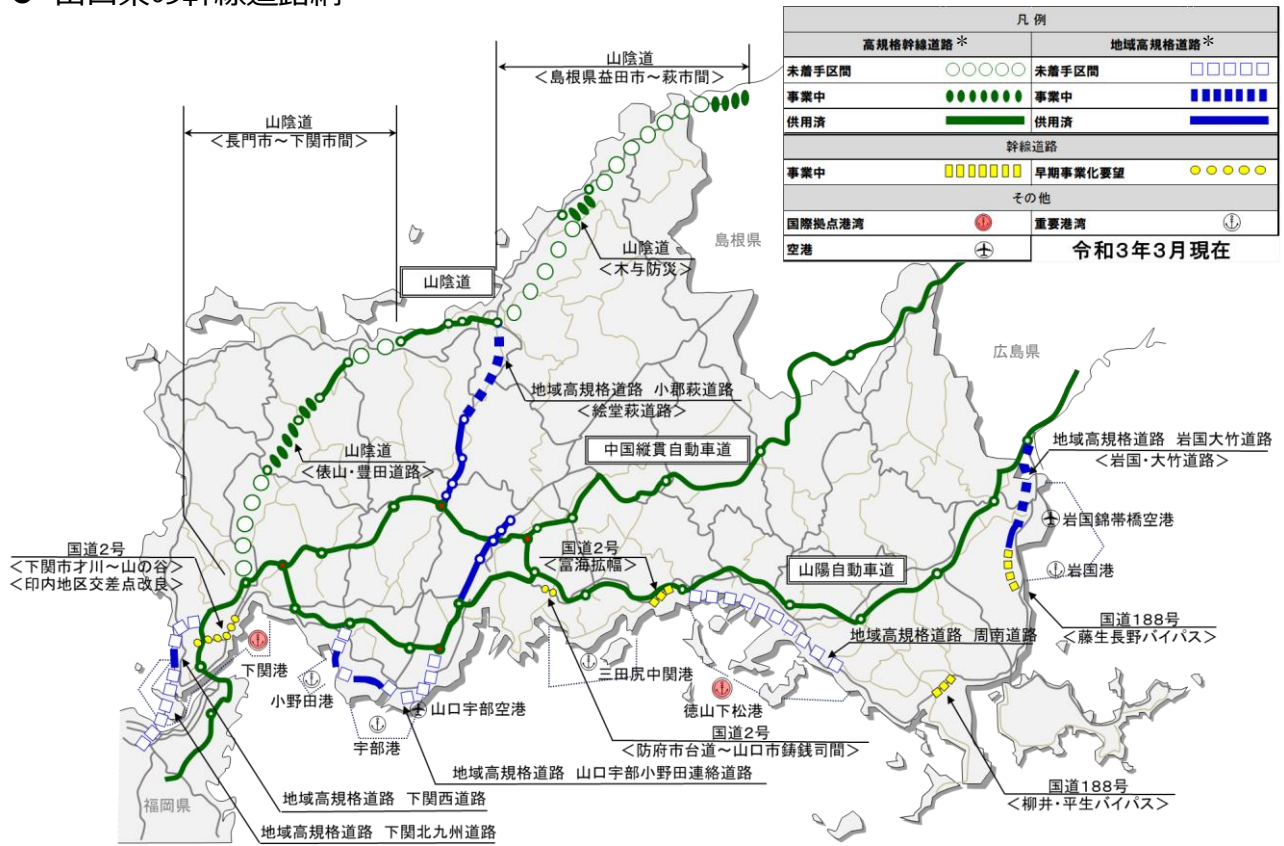 凡例
高規格幹線道路＊
地域高規格道路＊
未着手区間
未着手区間
事業中
事業中
供用済
供用済
幹線道路
事業中
早期事業化要望
その他
国際拠点港湾
重要港湾
空港
令和3年3月現在
山陰道
＜島根県益田市～萩市間＞
山陰道
＜長門市～下関市間＞
山陰道
＜木与防災＞
島根県
山陰道
広島県
地域高規格道路 小郡萩道路
＜絵堂萩道路＞
中国縦貫自動車道
地域高規格道路 岩国大竹道路
＜岩国・大竹道路＞
山陰道
＜俵山・豊田道路＞
岩国錦帯橋空港
国道2号
＜下関市才川～山の谷＞
＜印内地区交差点改良＞
国道2号
＜富海拡幅＞
山陽自動車道
岩国港
国道188号
＜藤生長野バイパス＞
地域高規格道路 周南道路
下関港
三田尻中関港
小野田港
山口宇部空港
徳山下松港
宇部港
国道2号
＜防府市台道～山口市鋳銭司間＞
地域高規格道路 山口宇部小野田連絡道路
国道188号
＜柳井・平生バイパス＞
福岡県
地域高規格道路 下関西道路
地域高規格道路 下関北九州道路